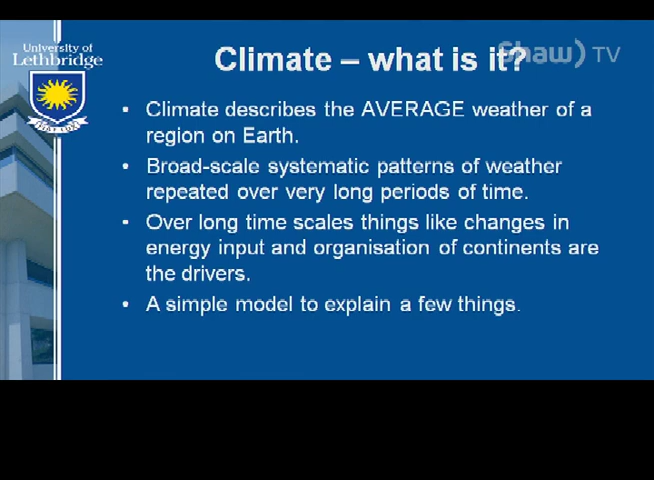 University of
Lethbridge
Climate – what is it?
Shaw) TV
• Climate describes the AVERAGE weather of a
region on Earth.
• Broad-scale systematic patterns of weather
repeated over very long periods of time.
• Over long time scales things like changes in
energy input and organisation of continents are
the drivers.
• A simple model to explain a few things.